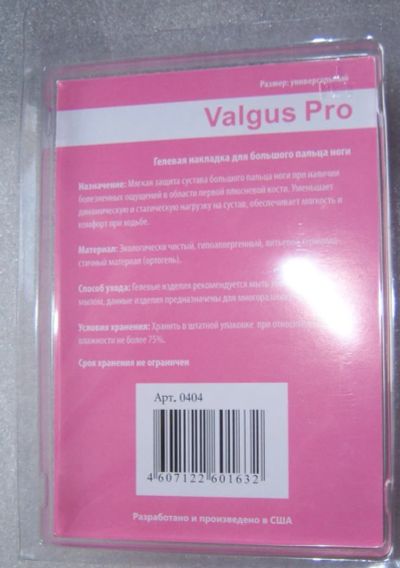 Размер: универсальный
Valgus Pro
Гелевая накладка для большого пальца ноги
Назначение: Мягкая защита сустава большого пальца ноги при наличии
болезненных ощущений в области первой плюсневой кости. Уменьшает
динамическую и статическую нагрузку на сустав, обеспечивает мягкость и
комфорт при ходьбе.
Материал: Экологически чистый, гипоаллергенный, литьевой
стичный материал (ортогель).
Способ ухода: Гелевые изделия рекомендуется мыть
мылом, данные изделия предназначены для
Условия хранения: Хранить в штатной упаковке при
влажности не более 75%.
Срок хранения не ограничен
Арт. 0404
4 607122 601632
Разработано и произведено в США